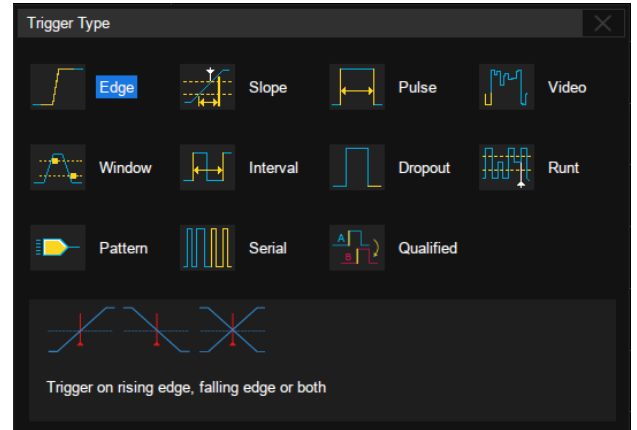 Trigger Type
Edge Slope Pulse Video
Window Interval Dropout Runt
Pattern Serial A B Qualified
Trigger on rising edge, falling edge or both